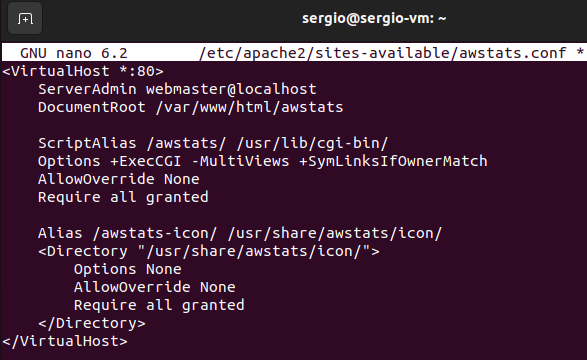 sergio@sergio-vm: ~
GNU nano 6.2 /etc/apache2/sites-available/awstats.conf *
<VirtualHost *:80>
    ServerAdmin webmaster@localhost
    DocumentRoot /var/www/html/awstats

    ScriptAlias /awstats/ /usr/lib/cgi-bin/
    Options +ExecCGI -MultiViews +SymLinksIfOwnerMatch
    AllowOverride None
    Require all granted

    Alias /awstats-icon/ /usr/share/awstats/icon/
    <Directory "/usr/share/awstats/icon/">
        Options None
        AllowOverride None
        Require all granted
    </Directory>
</VirtualHost>